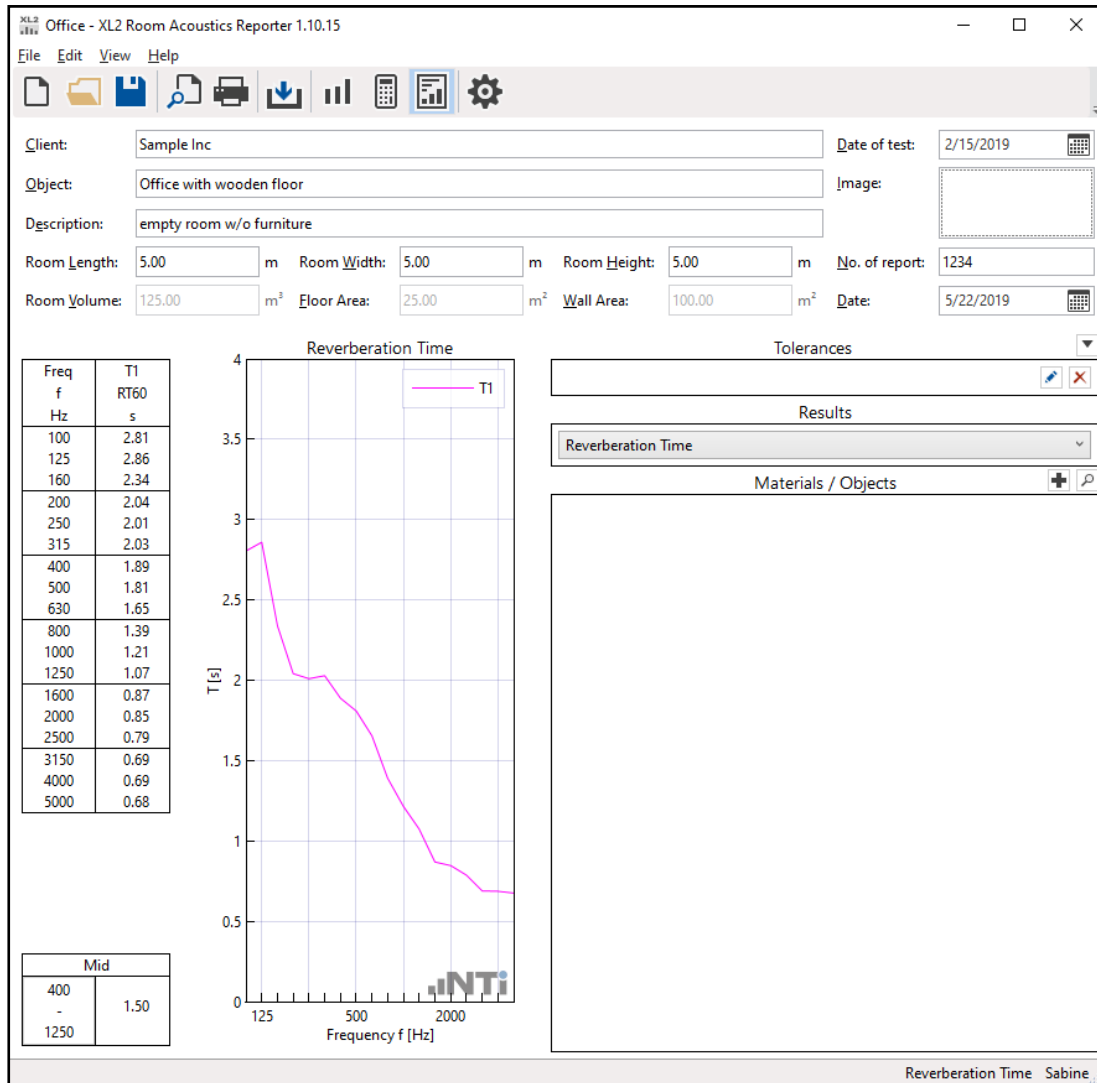 XL2 Office - XL2 Room Acoustics Reporter 1.10.15
File Edit View Help
Client: Sample Inc Date of test: 2/15/2019
Object: Office with wooden floor Image:
Description: empty room w/o furniture
Room Length: 5.00 m Room Width: 5.00 m Room Height: 5.00 m No. of report: 1234
Room Volume: 125.00 m³ Floor Area: 25.00 m² Wall Area: 100.00 m² Date: 5/22/2019
Freq T1
f RT60
Hz s
100 2.81
125 2.86
160 2.34
200 2.04
250 2.01
315 2.03
400 1.89
500 1.81
630 1.65
800 1.39
1000 1.21
1250 1.07
1600 0.87
2000 0.85
2500 0.79
3150 0.69
4000 0.69
5000 0.68
Mid
400
- 1.50
1250
Reverberation Time
T1
4
3.5
3
2.5
2
1.5
1
0.5
0
T [s]
NTi
125 500 2000
Frequency f [Hz]
Tolerances
Results
Reverberation Time
Materials / Objects
Reverberation Time Sabine